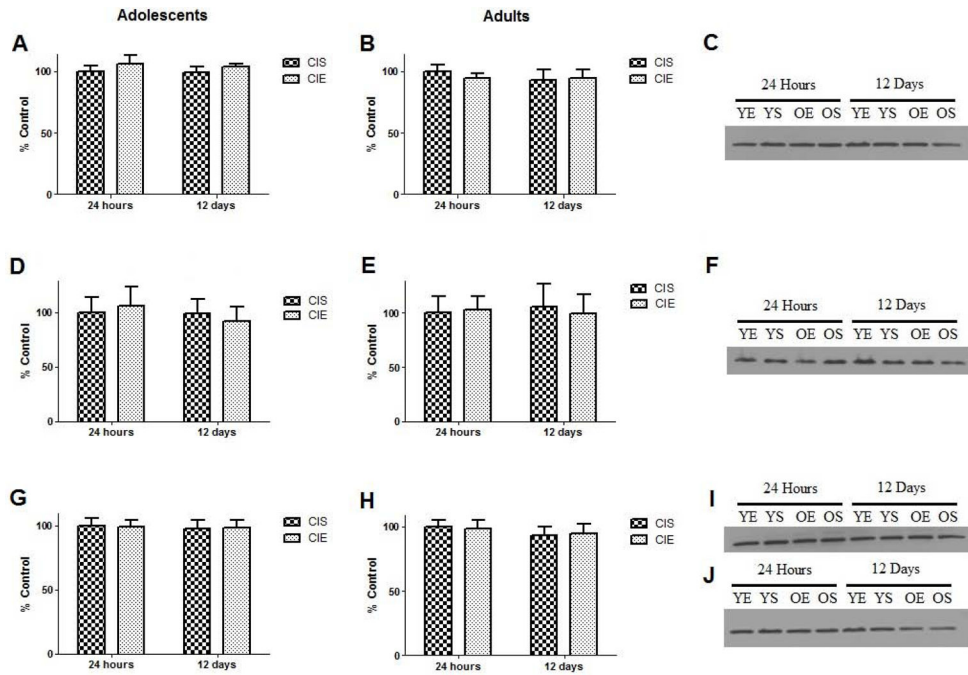 Adolescents
Adults
A
% Control
100
50
0
24 hours
12 days
CIS
CIE
B
% Control
100
50
0
24 hours
12 days
CIS
CIE
C
24 Hours
12 Days
YE YS OE OS YE YS OE OS
D
% Control
100
50
0
24 hours
12 days
CIS
CIE
E
% Control
100
50
0
24 hours
12 days
CIS
CIE
F
24 Hours
12 Days
YE YS OE OS YE YS OE OS
G
% Control
100
50
0
24 hours
12 days
CIS
CIE
H
% Control
100
50
0
24 hours
12 days
CIS
CIE
I
24 Hours
12 Days
YE YS OE OS YE YS OE OS
J
24 Hours
12 Days
YE YS OE OS YE YS OE OS